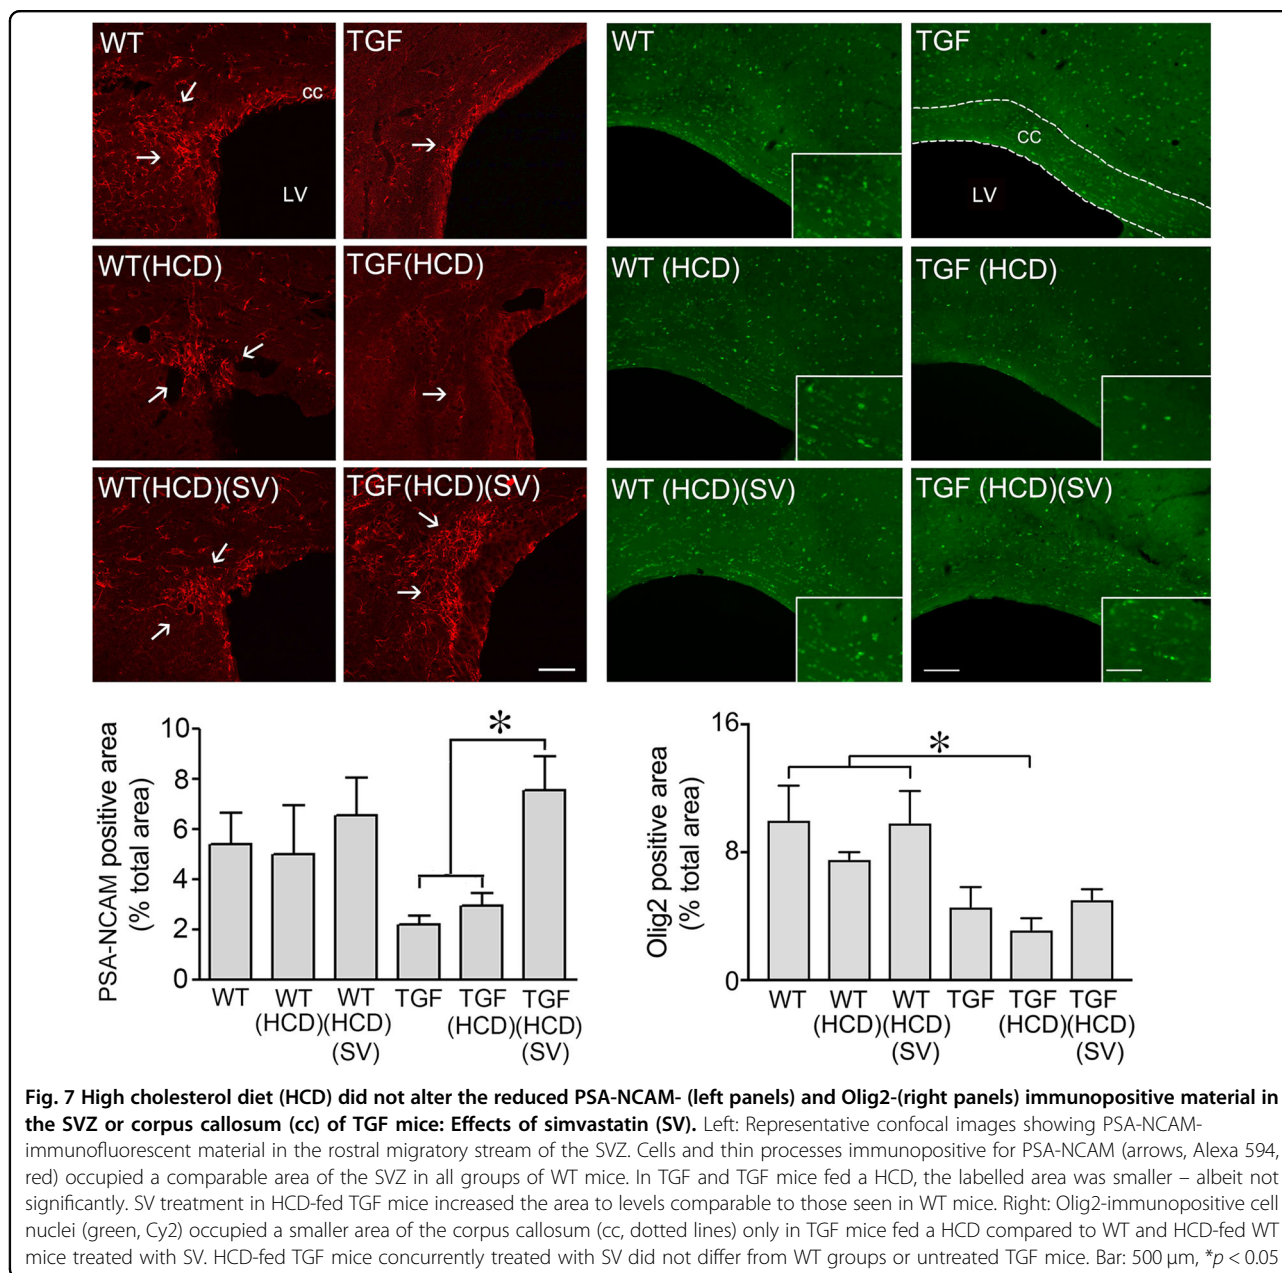 WT
TGF
WT
TGF
cc
cc
LV
LV
WT(HCD)
TGF(HCD)
WT (HCD)
TGF (HCD)
WT(HCD)(SV)
TGF(HCD)(SV)
WT (HCD)(SV)
TGF (HCD)(SV)
PSA-NCAM positive area
(% total area)
10
8
6
4
2
0
*
WT
WT
(HCD)
WT
(HCD)
(SV)
TGF
TGF
(HCD)
TGF
(HCD)
(SV)
Olig2 positive area
(% total area)
16
8
0
*
WT
WT
(HCD)
WT
(HCD)
(SV)
TGF
TGF
(HCD)
TGF
(HCD)
(SV)
Fig. 7 High cholesterol diet (HCD) did not alter the reduced PSA-NCAM- (left panels) and Olig2-(right panels) immunopositive material in
the SVZ or corpus callosum (cc) of TGF mice: Effects of simvastatin (SV). Left: Representative confocal images showing PSA-NCAM-
immunofluorescent material in the rostral migratory stream of the SVZ. Cells and thin processes immunopositive for PSA-NCAM (arrows, Alexa 594,
red) occupied a comparable area of the SVZ in all groups of WT mice. In TGF and TGF mice fed a HCD, the labelled area was smaller – albeit not
significantly. SV treatment in HCD-fed TGF mice increased the area to levels comparable to those seen in WT mice. Right: Olig2-immunopositive cell
nuclei (green, Cy2) occupied a smaller area of the corpus callosum (cc, dotted lines) only in TGF mice fed a HCD compared to WT and HCD-fed WT
mice treated with SV. HCD-fed TGF mice concurrently treated with SV did not differ from WT groups or untreated TGF mice. Bar: 500 μm, *p < 0.05